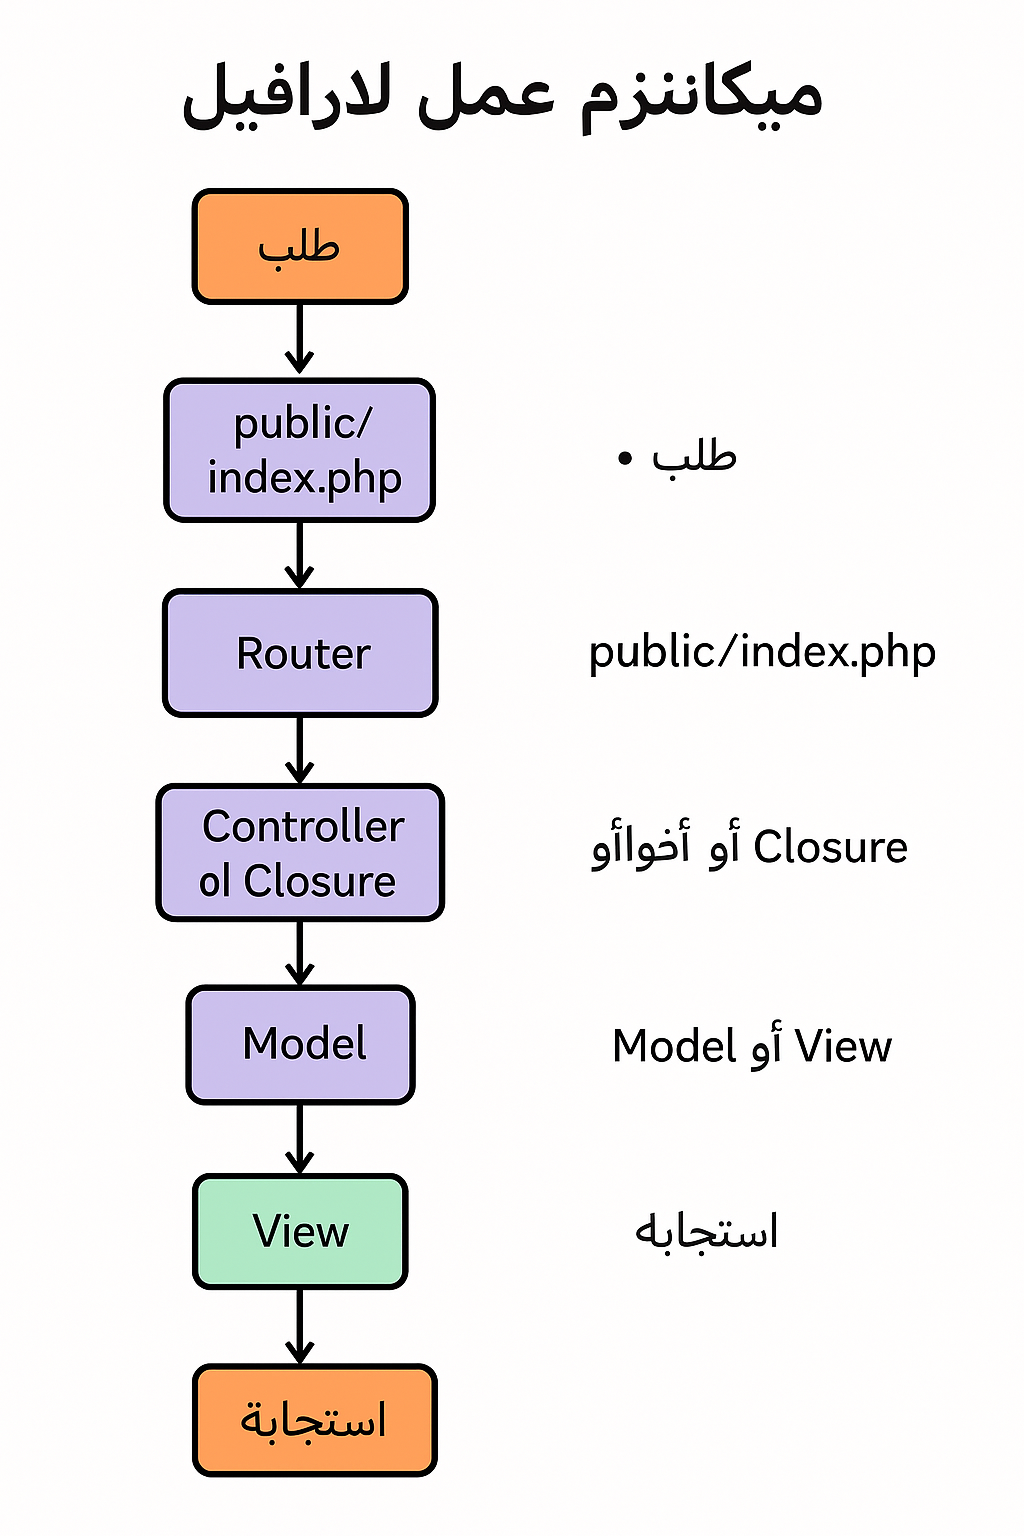 ميكاننزم عمل لارافيل
طلب
public/
index.php
• طلب
Router
public/index.php
Controller
ol Closure
أو أخواأو Closure
Model
Model أو View
View
استجابه
استجابة